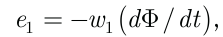 e₁ = −w₁(dΦ / dt),